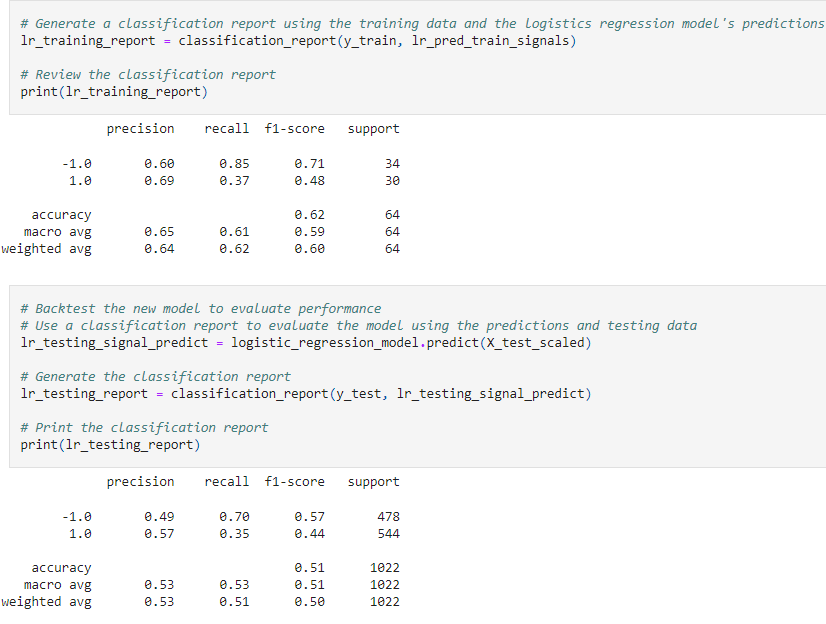 # Generate a classification report using the training data and the logistics regression model's predictions
lr_training_report = classification_report(y_train, lr_pred_train_signals)
# Review the classification report
print(lr_training_report)
precision recall f1-score support
-1.0 0.60 0.85 0.71 34
1.0 0.69 0.37 0.48 30
accuracy 0.62 64
macro avg 0.65 0.61 0.59 64
weighted avg 0.64 0.62 0.60 64
# Backtest the new model to evaluate performance
# Use a classification report to evaluate the model using the predictions and testing data
lr_testing_signal_predict = logistic_regression_model.predict(X_test_scaled)
# Generate the classification report
lr_testing_report = classification_report(y_test, lr_testing_signal_predict)
# Print the classification report
print(lr_testing_report)
precision recall f1-score support
-1.0 0.49 0.70 0.57 478
1.0 0.57 0.35 0.44 544
accuracy 0.51 1022
macro avg 0.53 0.53 0.51 1022
weighted avg 0.53 0.51 0.50 1022